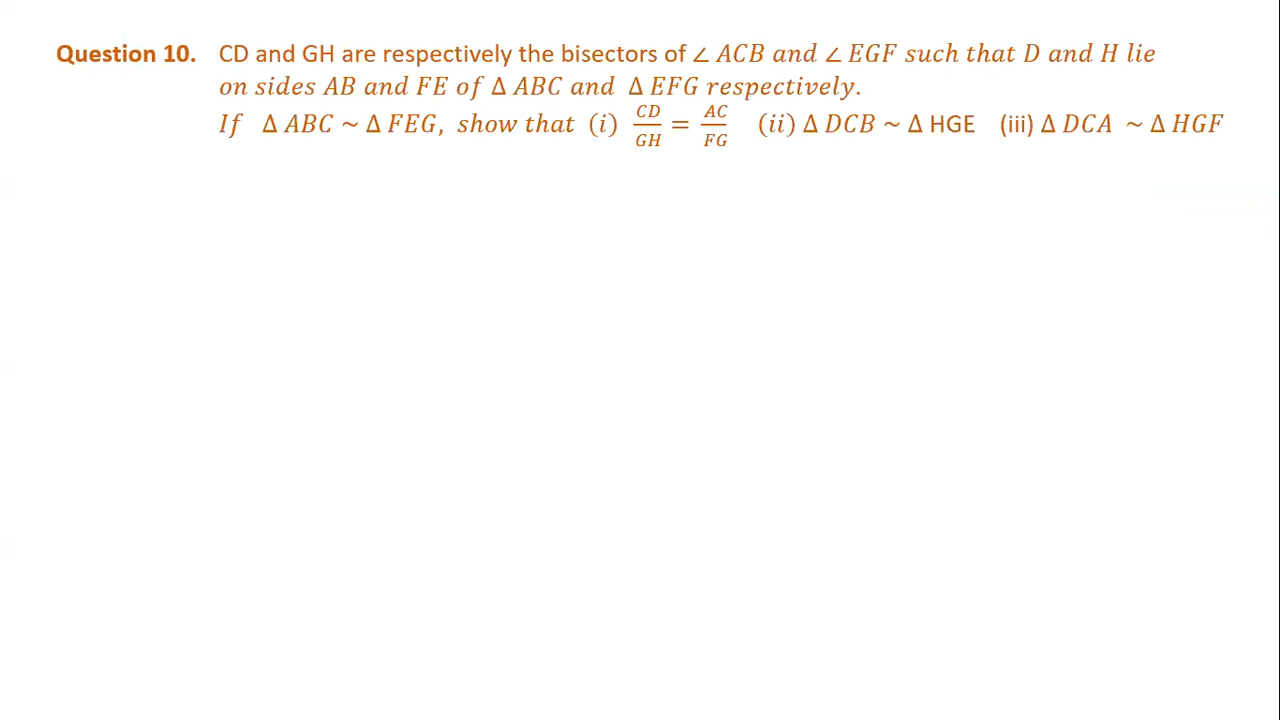 Question 10. CD and GH are respectively the bisectors of ∠ ACB and ∠ EGF such that D and H lie
on sides AB and FE of Δ ABC and Δ EFG respectively.
If Δ ABC ~ Δ FEG, show that (i) CD/GH = AC/FG (ii) Δ DCB ~ Δ HGE (iii) Δ DCA ~ Δ HGF